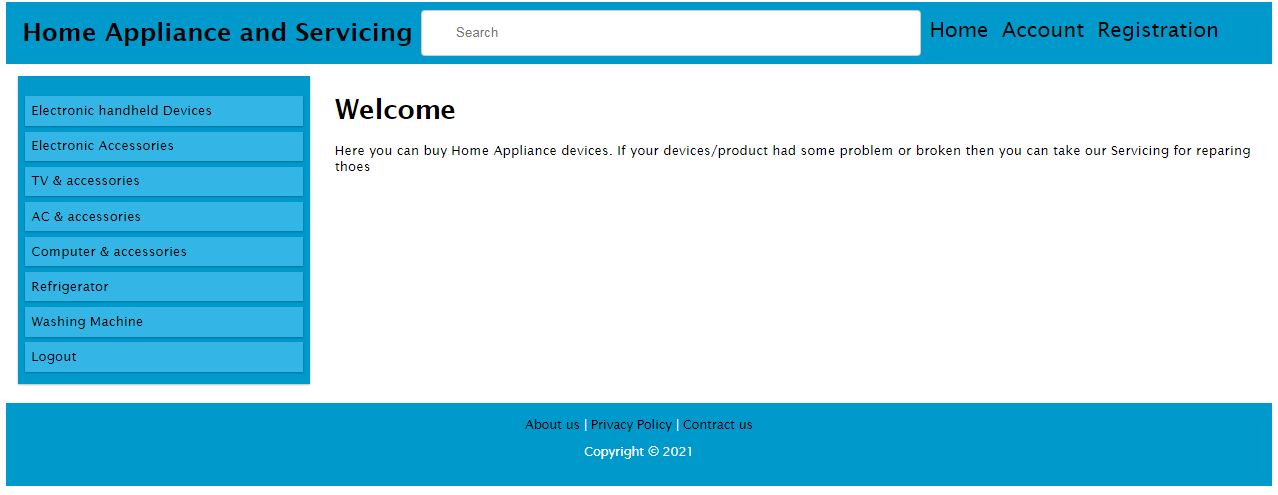 Home Appliance and Servicing Search Home Account Registration
Electronic handheld Devices
Electronic Accessories
TV & accessories
AC & accessories
Computer & accessories
Refrigerator
Washing Machine
Logout
Welcome
Here you can buy Home Appliance devices. If your devices/product had some problem or broken then you can take our Servicing for reparing
thoes
About us | Privacy Policy | Contract us
Copyright © 2021